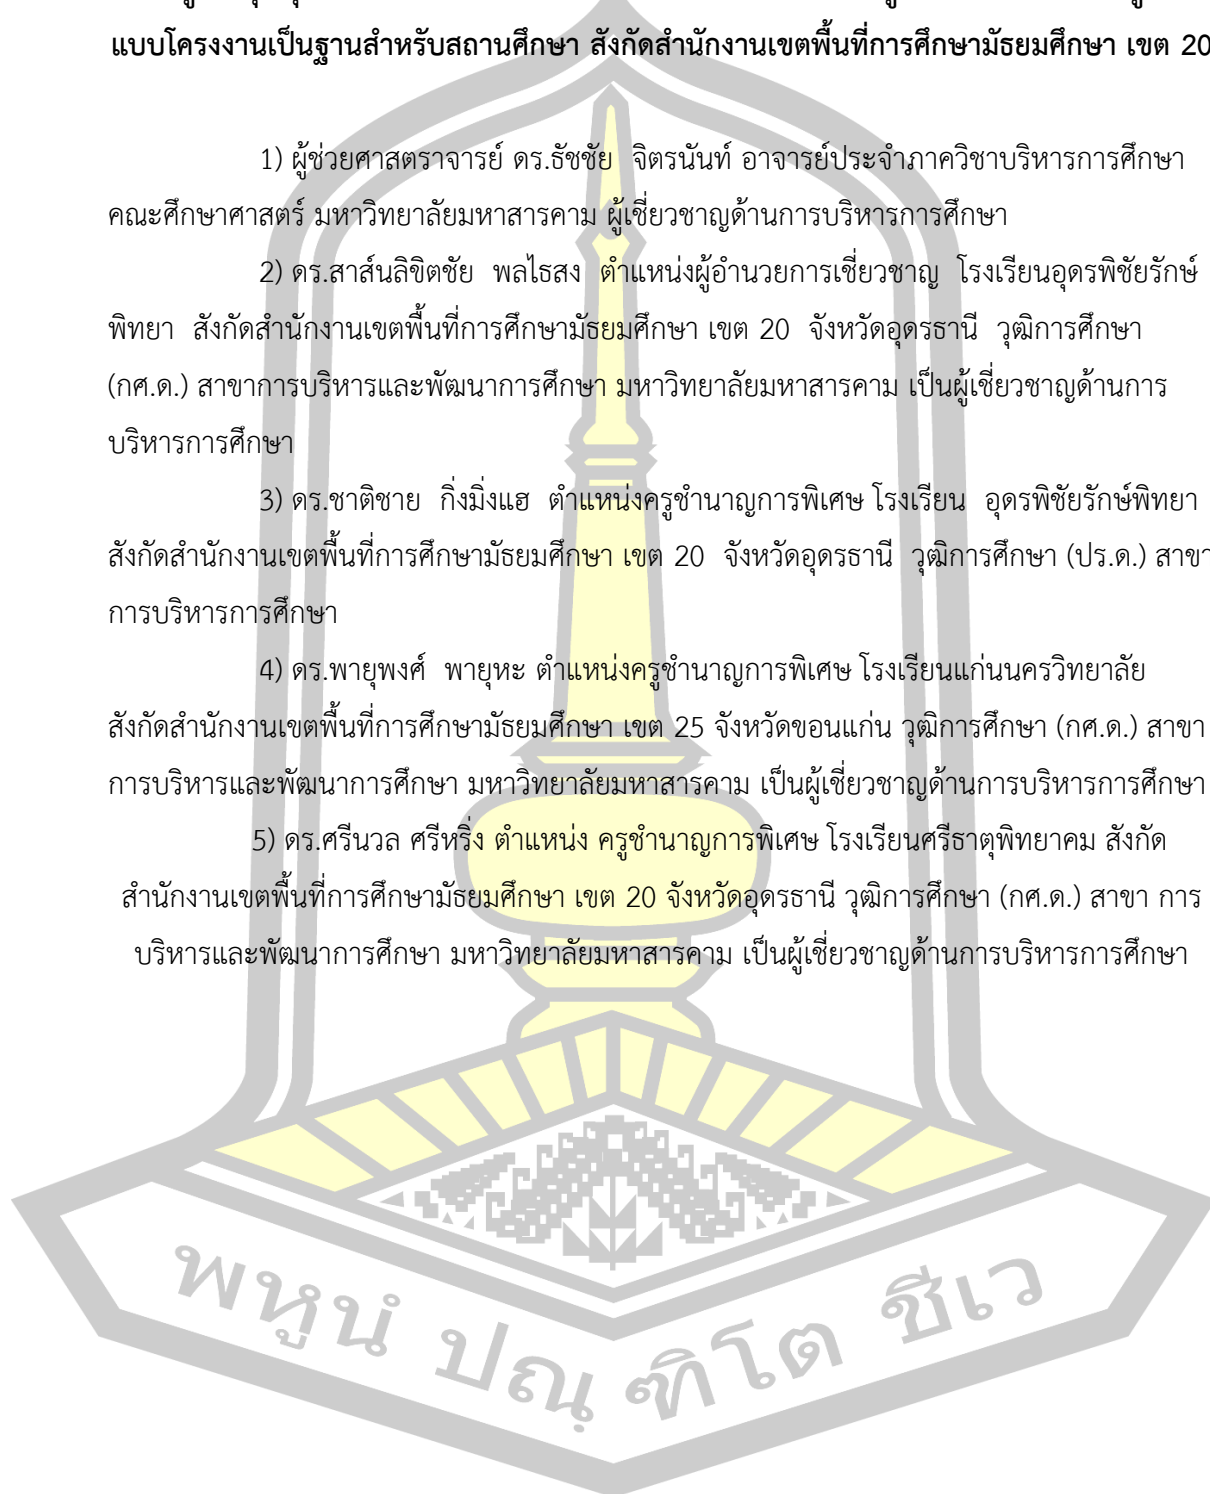 แบบโครงงานเป็นฐานสำหรับสถานศึกษา สังกัดสำนักงานเขตพื้นที่การศึกษามัธยมศึกษา เขต 20
1) ผู้ช่วยศาสตราจารย์ ดร.ธัชชัย จิตรนันท์ อาจารย์ประจำภาควิชาบริหารการศึกษา
คณะศึกษาศาสตร์ มหาวิทยาลัยมหาสารคาม ผู้เชี่ยวชาญด้านการบริหารการศึกษา
2) ดร.สาส์นลิขิตชัย พลไธสง ตำแหน่งผู้อำนวยการเชี่ยวชาญ โรงเรียนอุดรพิชัยรักษ์
พิทยา สังกัดสำนักงานเขตพื้นที่การศึกษามัธยมศึกษา เขต 20 จังหวัดอุดรธานี วุฒิการศึกษา
(กศ.ด.) สาขาการบริหารและพัฒนาการศึกษา มหาวิทยาลัยมหาสารคาม เป็นผู้เชี่ยวชาญด้านการ
บริหารการศึกษา
3) ดร.ชาติชาย กิ่งมิ่งแฮ ตำแหน่งครูชำนาญการพิเศษ โรงเรียน อุดรพิชัยรักษ์พิทยา
สังกัดสำนักงานเขตพื้นที่การศึกษามัธยมศึกษา เขต 20 จังหวัดอุดรธานี วุฒิการศึกษา (ปร.ด.) สาขา
การบริหารการศึกษา
4) ดร.พายุพงศ์ พายุหะ ตำแหน่งครูชำนาญการพิเศษ โรงเรียนแก่นนครวิทยาลัย
สังกัดสำนักงานเขตพื้นที่การศึกษามัธยมศึกษา เขต 25 จังหวัดขอนแก่น วุฒิการศึกษา (กศ.ด.) สาขา
การบริหารและพัฒนาการศึกษา มหาวิทยาลัยมหาสารคาม เป็นผู้เชี่ยวชาญด้านการบริหารการศึกษา
5) ดร.ศรีนวล ศรีหริ่ง ตำแหน่ง ครูชำนาญการพิเศษ โรงเรียนศรีธาตุพิทยาคม สังกัด
สำนักงานเขตพื้นที่การศึกษามัธยมศึกษา เขต 20 จังหวัดอุดรธานี วุฒิการศึกษา (กศ.ด.) สาขา การ
บริหารและพัฒนาการศึกษา มหาวิทยาลัยมหาสารคาม เป็นผู้เชี่ยวชาญด้านการบริหารการศึกษา
พหูนํ ปณฺฑิโต ชีเว